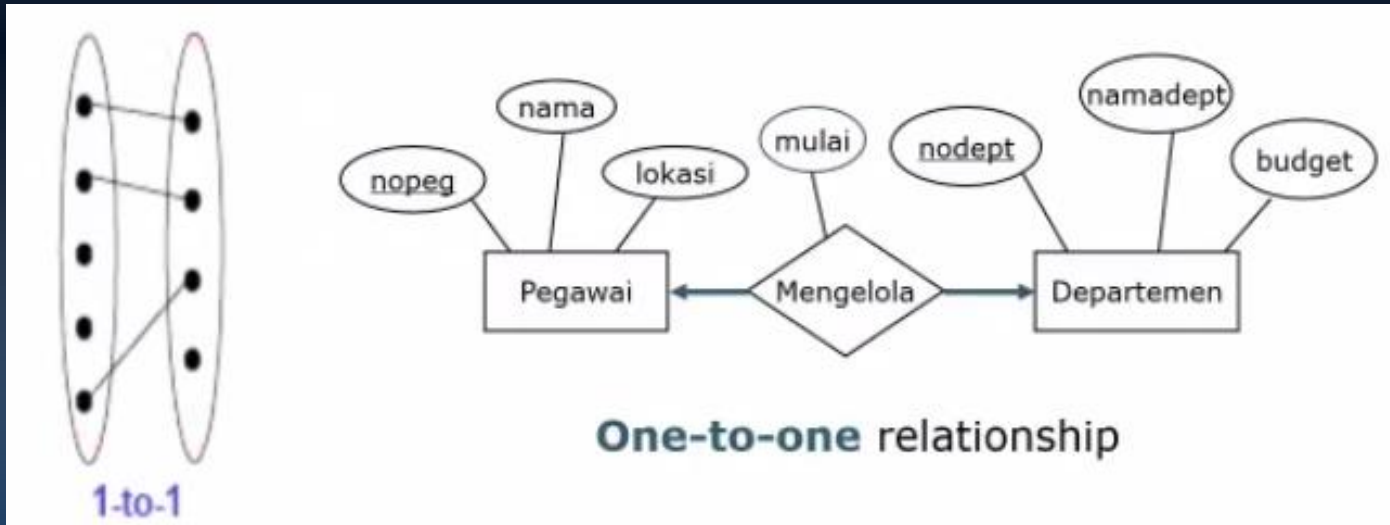 nama
nopeg
lokasi
mulai
nodept
namadept
budget
Pegawai
Mengelola
Departemen
One-to-one relationship
1-to-1